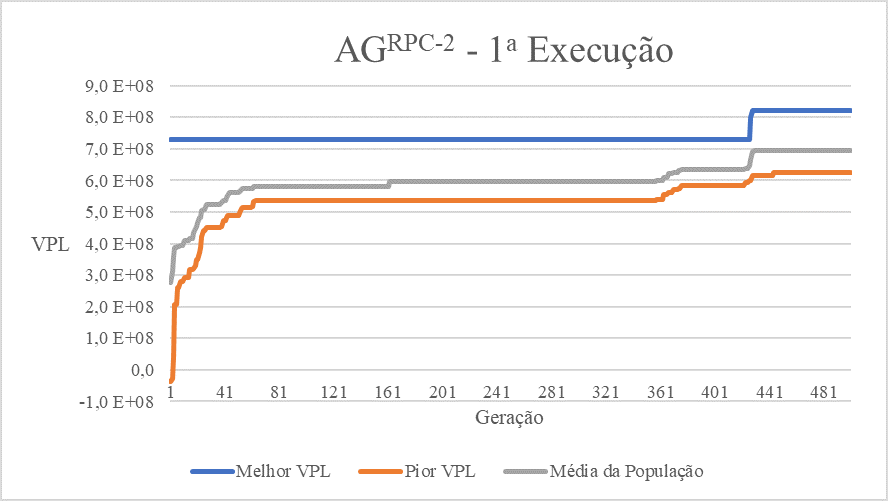 AGRPC-2 - 1ª Execução
9,0 E+08
8,0 E+08
7,0 E+08
6,0 E+08
5,0 E+08
4,0 E+08
3,0 E+08
2,0 E+08
1,0 E+08
0,0
-1,0 E+08
VPL
1 41 81 121 161 201 241 281 321 361 401 441 481
Geração
Melhor VPL Pior VPL Média da População